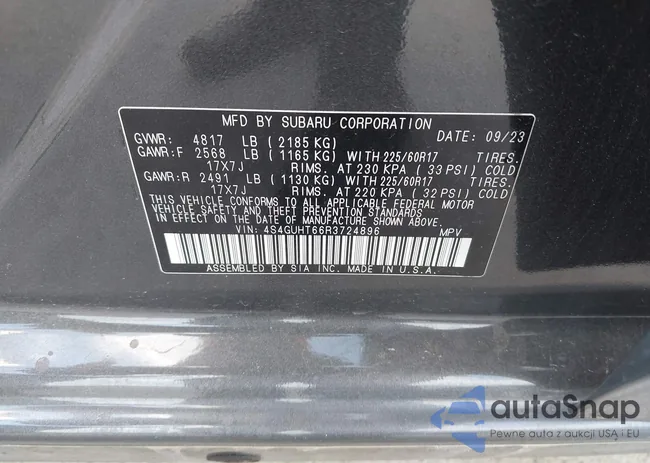 MFD BY SUBARU CORPORATION
GVWR: 4817 LB (2185 KG) DATE: 09/23
GAWR:F 2568 LB (1165 KG) WITH 225/60R17 TIRES.
17X7J RIMS. AT 230 KPA (33 PSI) COLD
GAWR:R 2491 LB (1130 KG) WITH 225/60R17 TIRES.
17X7J RIMS. AT 220 KPA (32 PSI) COLD
THIS VEHICLE CONFORMS TO ALL APPLICABLE FEDERAL MOTOR
VEHICLE SAFETY AND THEFT PREVENTION STANDARDS
IN EFFECT ON THE DATE OF MANUFACTURE SHOWN ABOVE.
VIN: 4S4GUHT66R3724896 MPV
ASSEMBLED BY SIA INC. MADE IN U.S.A.
autaSnap
Pewne auta z aukcji USA i EU